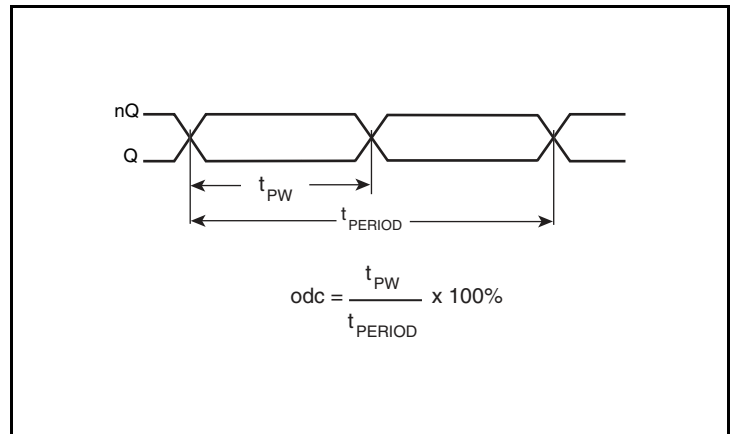 nQ
Q
tPW
tPERIOD
odc = tPW / tPERIOD x 100%